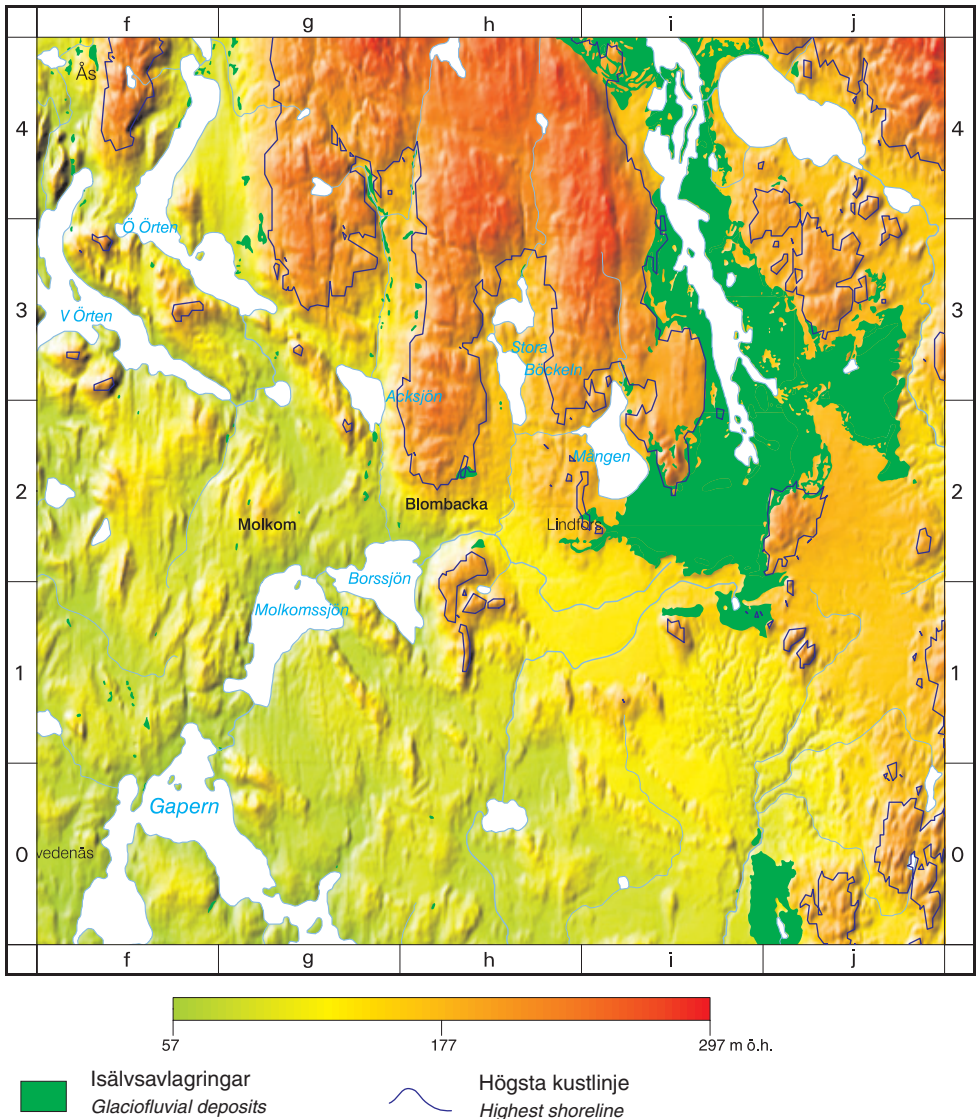 f g h i j
Ås
4 4
Ö Örten
3 3
V Örten
Stora
Böckeln
Acksjön
Mången
2 2
Blombacka
Molkom
Lindfors
Borssjön
Molkomssjön
1 1
Gapern
0 vedenäs 0
f g h i j
57 177 297 m ö.h.
Isälvsavlagringar
Glaciofluvial deposits
Högsta kustlinje
Highest shoreline